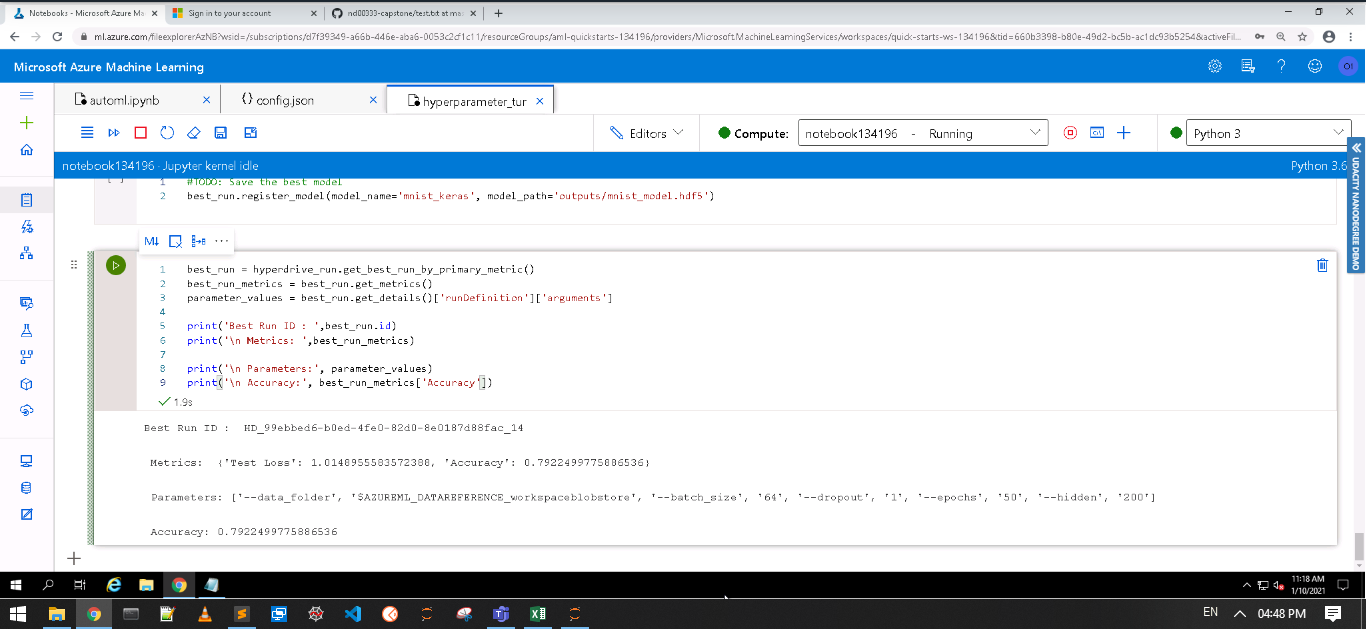 Notebooks - Microsoft Azure Ma
Sign in to your account
nd00333-capstone/test.txt at mas
ml.azure.com/fileexplorerAzNB?wsid=/subscriptions/d7f39349-a66b-446e-aba6-0053c2cf1c11/resourceGroups/aml-quickstarts-134196/providers/Microsoft.MachineLearningServices/workspaces/quick-starts-ws-134196&tid=660b3398-b80e-49d2-bc5b-ac1dc93b5254&activeFil...
Microsoft Azure Machine Learning
OI
automl.ipynb
{} config.json
hyperparameter_tur
Editors
Compute: notebook134196 - Running
Python 3
notebook134196 · Jupyter kernel idle
Python 3.6
UDACITY NANODEGREE DEMO
1 #TODO: Save the best model
2 best_run.register_model(model_name='mnist_keras', model_path='outputs/mnist_model.hdf5')
M↓
1 best_run = hyperdrive_run.get_best_run_by_primary_metric()
2 best_run_metrics = best_run.get_metrics()
3 parameter_values = best_run.get_details()['runDefinition']['arguments']
4
5 print('Best Run ID : ',best_run.id)
6 print('\n Metrics: ',best_run_metrics)
7
8 print('\n Parameters:', parameter_values)
9 print('\n Accuracy:', best_run_metrics['Accuracy'])
1.9s
Best Run ID :  HD_99ebbed6-b0ed-4fe0-82d0-8e0187d88fac_14
Metrics:  {'Test Loss': 1.0148955583572388, 'Accuracy': 0.7922499775886536}
Parameters: ['--data_folder', '$AZUREML_DATAREFERENCE_workspaceblobstore', '--batch_size', '64', '--dropout', '1', '--epochs', '50', '--hidden', '200']
Accuracy: 0.7922499775886536
11:18 AM
1/10/2021
EN
04:48 PM